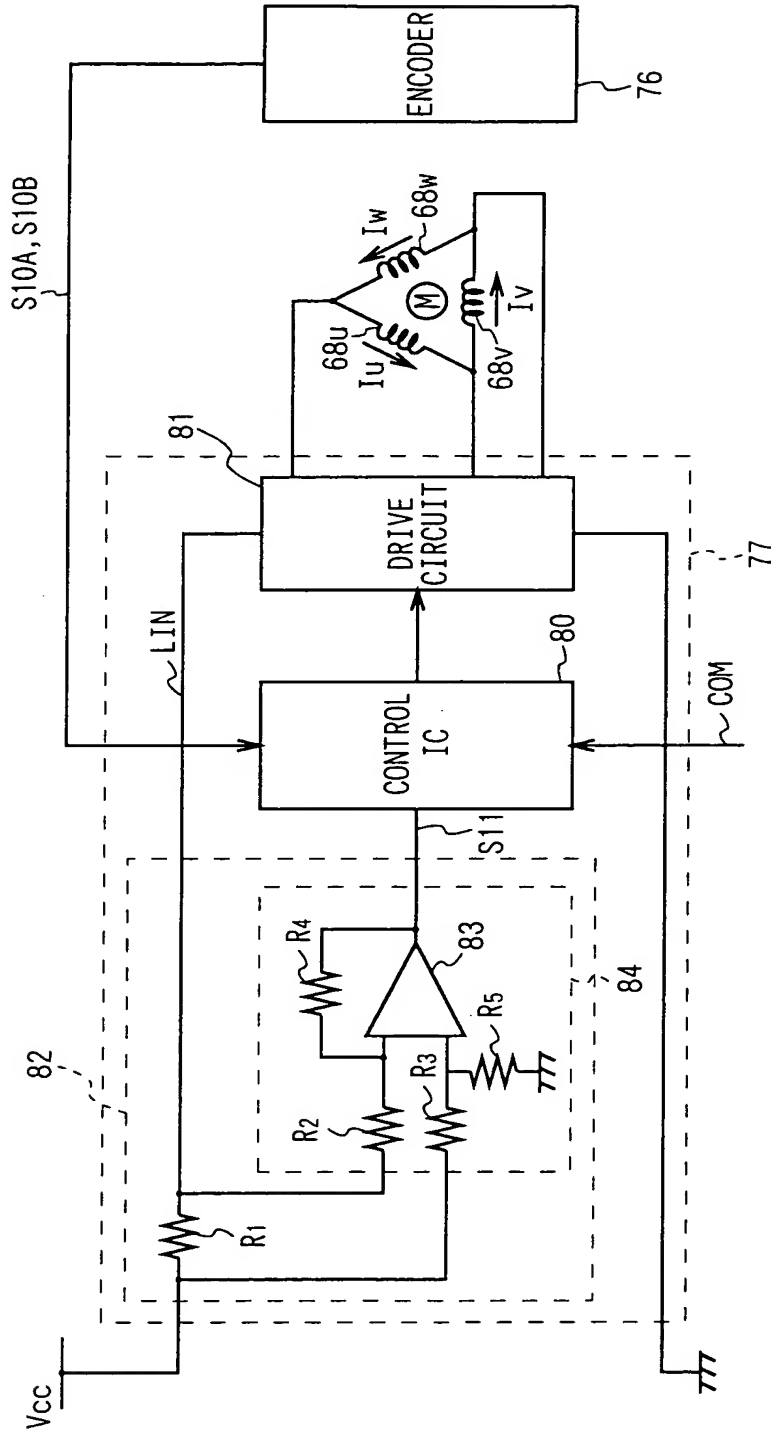 Vcc
82
R1
LIN
81
S10A, S10B
R2
R3
R4
R5
83
84
S11
CONTROL
IC
80
COM
DRIVE
CIRCUIT
77
68u
Iu
68w
Iw
M
68v
Iv
ENCODER
76